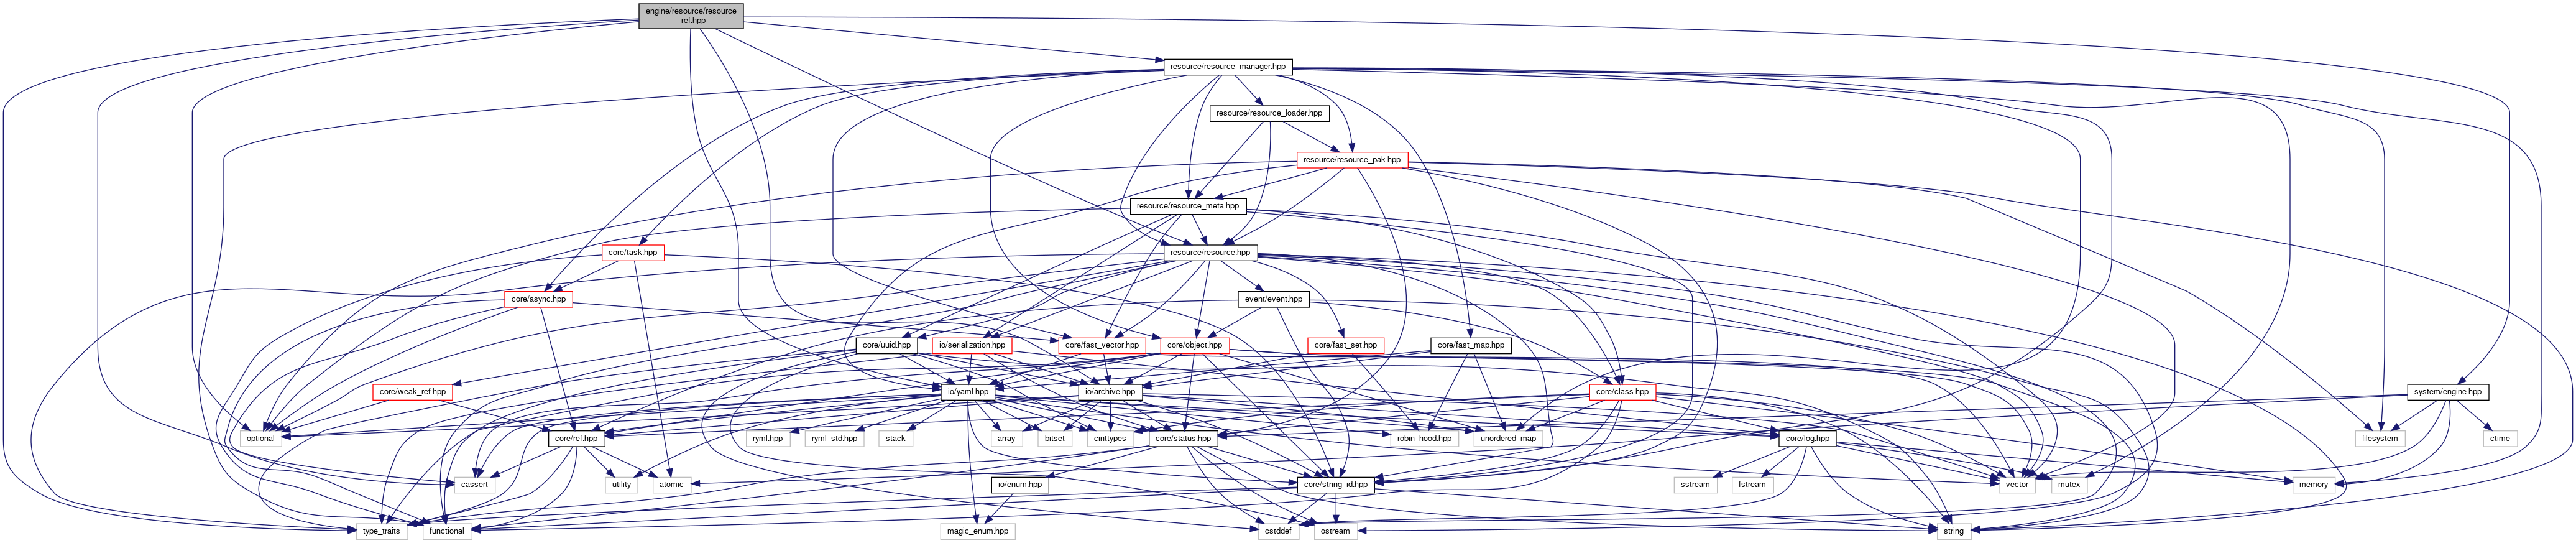 engine/resource/resource
_ref.hpp
resource/resource_manager.hpp
resource/resource_loader.hpp
resource/resource_pak.hpp
resource/resource_meta.hpp
core/task.hpp
resource/resource.hpp
core/async.hpp
event/event.hpp
core/uuid.hpp
io/serialization.hpp
core/fast_vector.hpp
core/object.hpp
core/fast_set.hpp
core/fast_map.hpp
core/weak_ref.hpp
io/yaml.hpp
io/archive.hpp
core/class.hpp
system/engine.hpp
optional
core/ref.hpp
ryml.hpp
ryml_std.hpp
stack
array
bitset
cinttypes
core/status.hpp
robin_hood.hpp
unordered_map
core/log.hpp
filesystem
ctime
cassert
utility
atomic
io/enum.hpp
core/string_id.hpp
sstream
fstream
vector
mutex
memory
type_traits
functional
magic_enum.hpp
cstddef
ostream
string